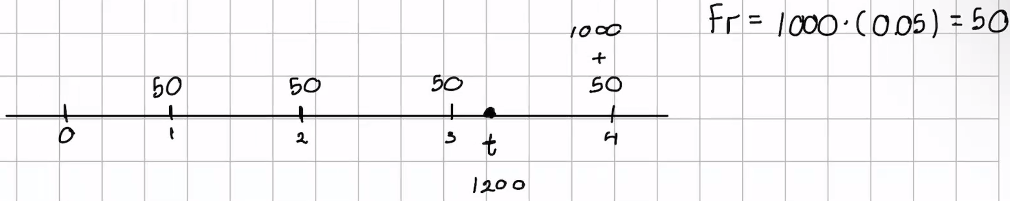 Fr = 1000·(0.05) = 50
1000
+
50 50 50 50
0 1 2 3 t 4
1200